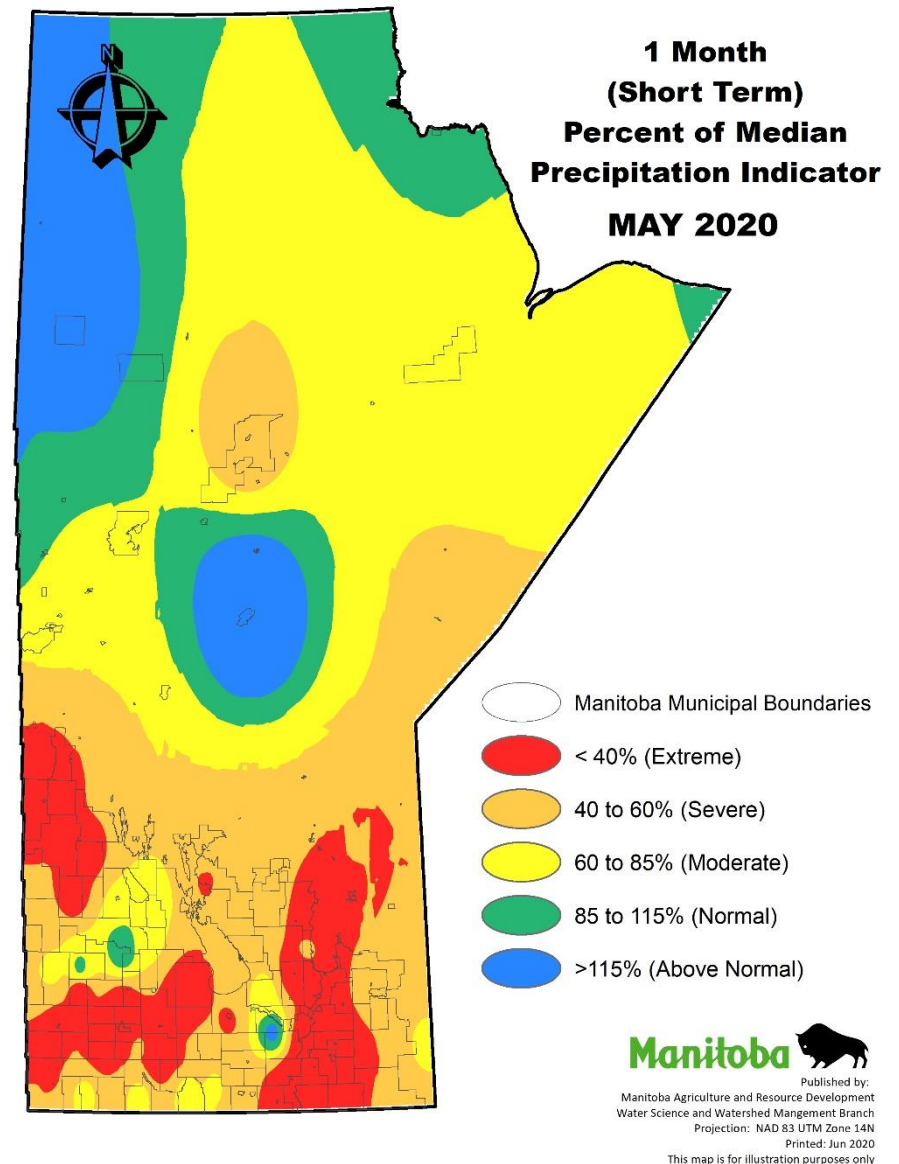 N
1 Month
(Short Term)
Percent of Median
Precipitation Indicator
MAY 2020
Manitoba Municipal Boundaries
< 40% (Extreme)
40 to 60% (Severe)
60 to 85% (Moderate)
85 to 115% (Normal)
>115% (Above Normal)
Manitoba
Published by:
Manitoba Agriculture and Resource Development
Water Science and Watershed Mangement Branch
Projection: NAD 83 UTM Zone 14N
Printed: Jun 2020
This map is for illustration purposes only